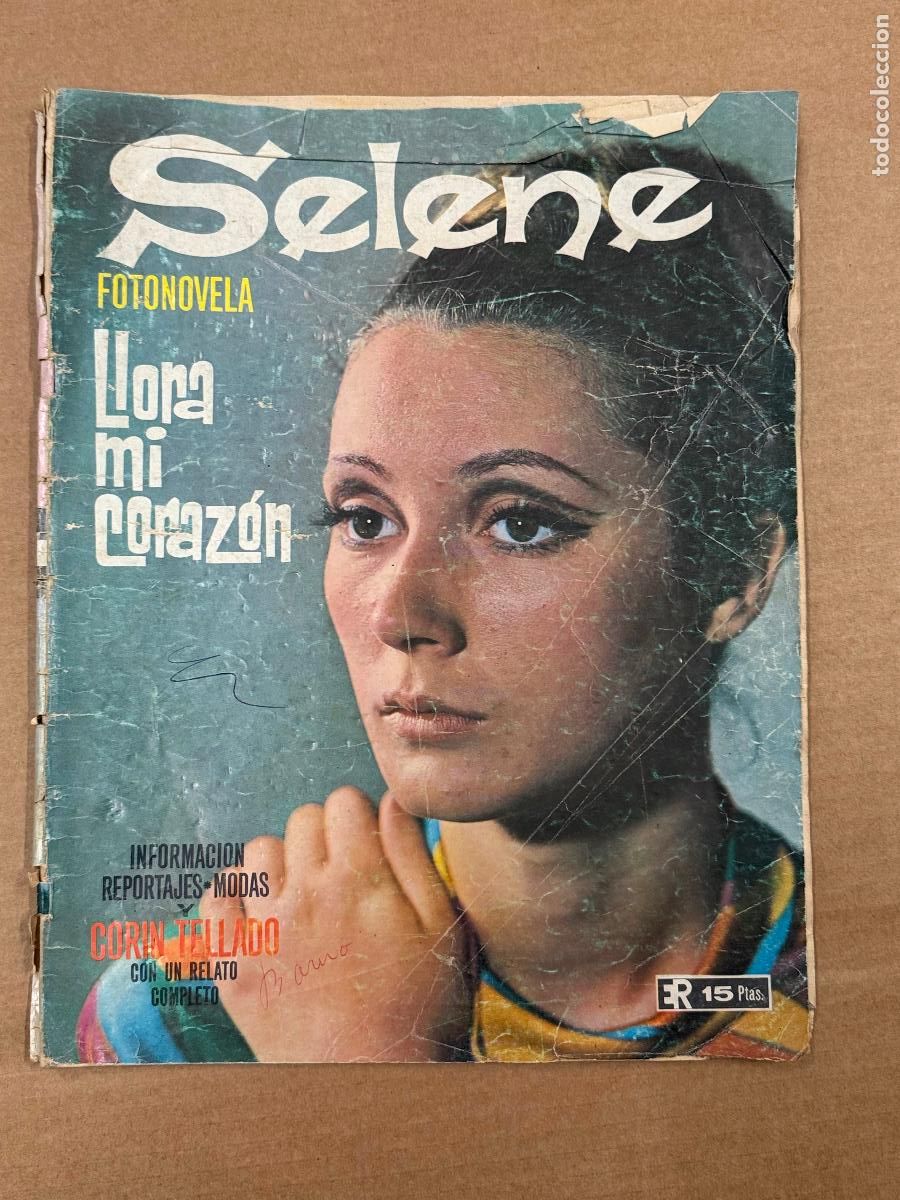 Selene
FOTONOVELA
Llora
mi
corazón
INFORMACION
REPORTAJES*MODAS
Y
CORIN TELLADO
CON UN RELATO
COMPLETO
ER 15 Ptas.
todocoleccion